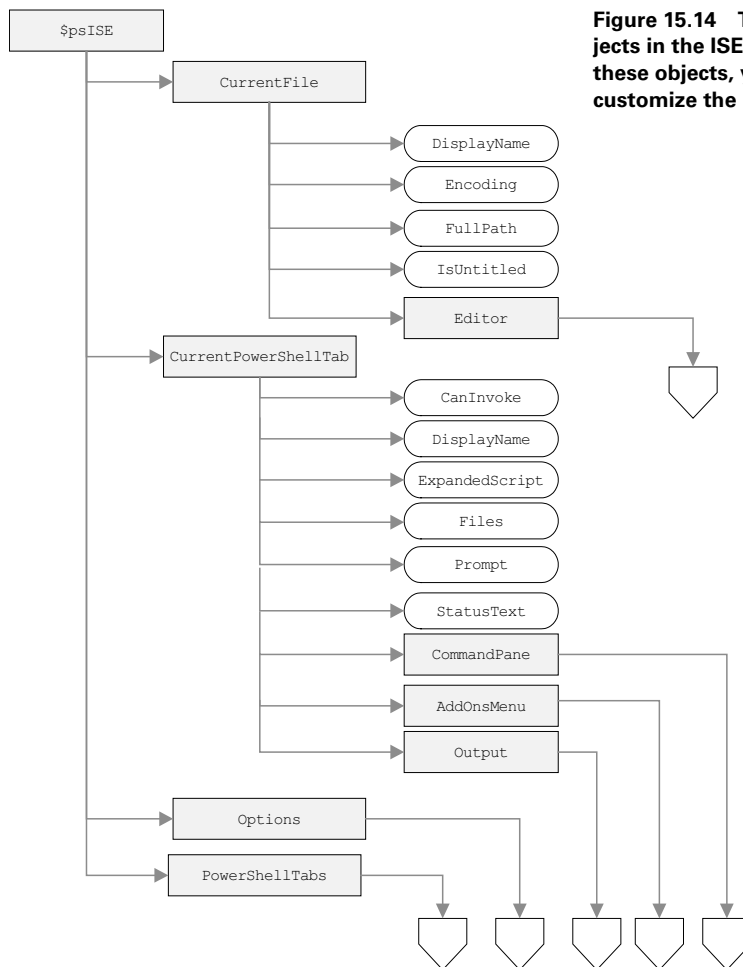 Figure 15.14 T
jects in the ISE
these objects,
customize the
$psISE
CurrentFile
DisplayName
Encoding
FullPath
IsUntitled
Editor
CurrentPowerShellTab
CanInvoke
DisplayName
ExpandedScript
Files
Prompt
StatusText
CommandPane
AddOnsMenu
Output
Options
PowerShellTabs